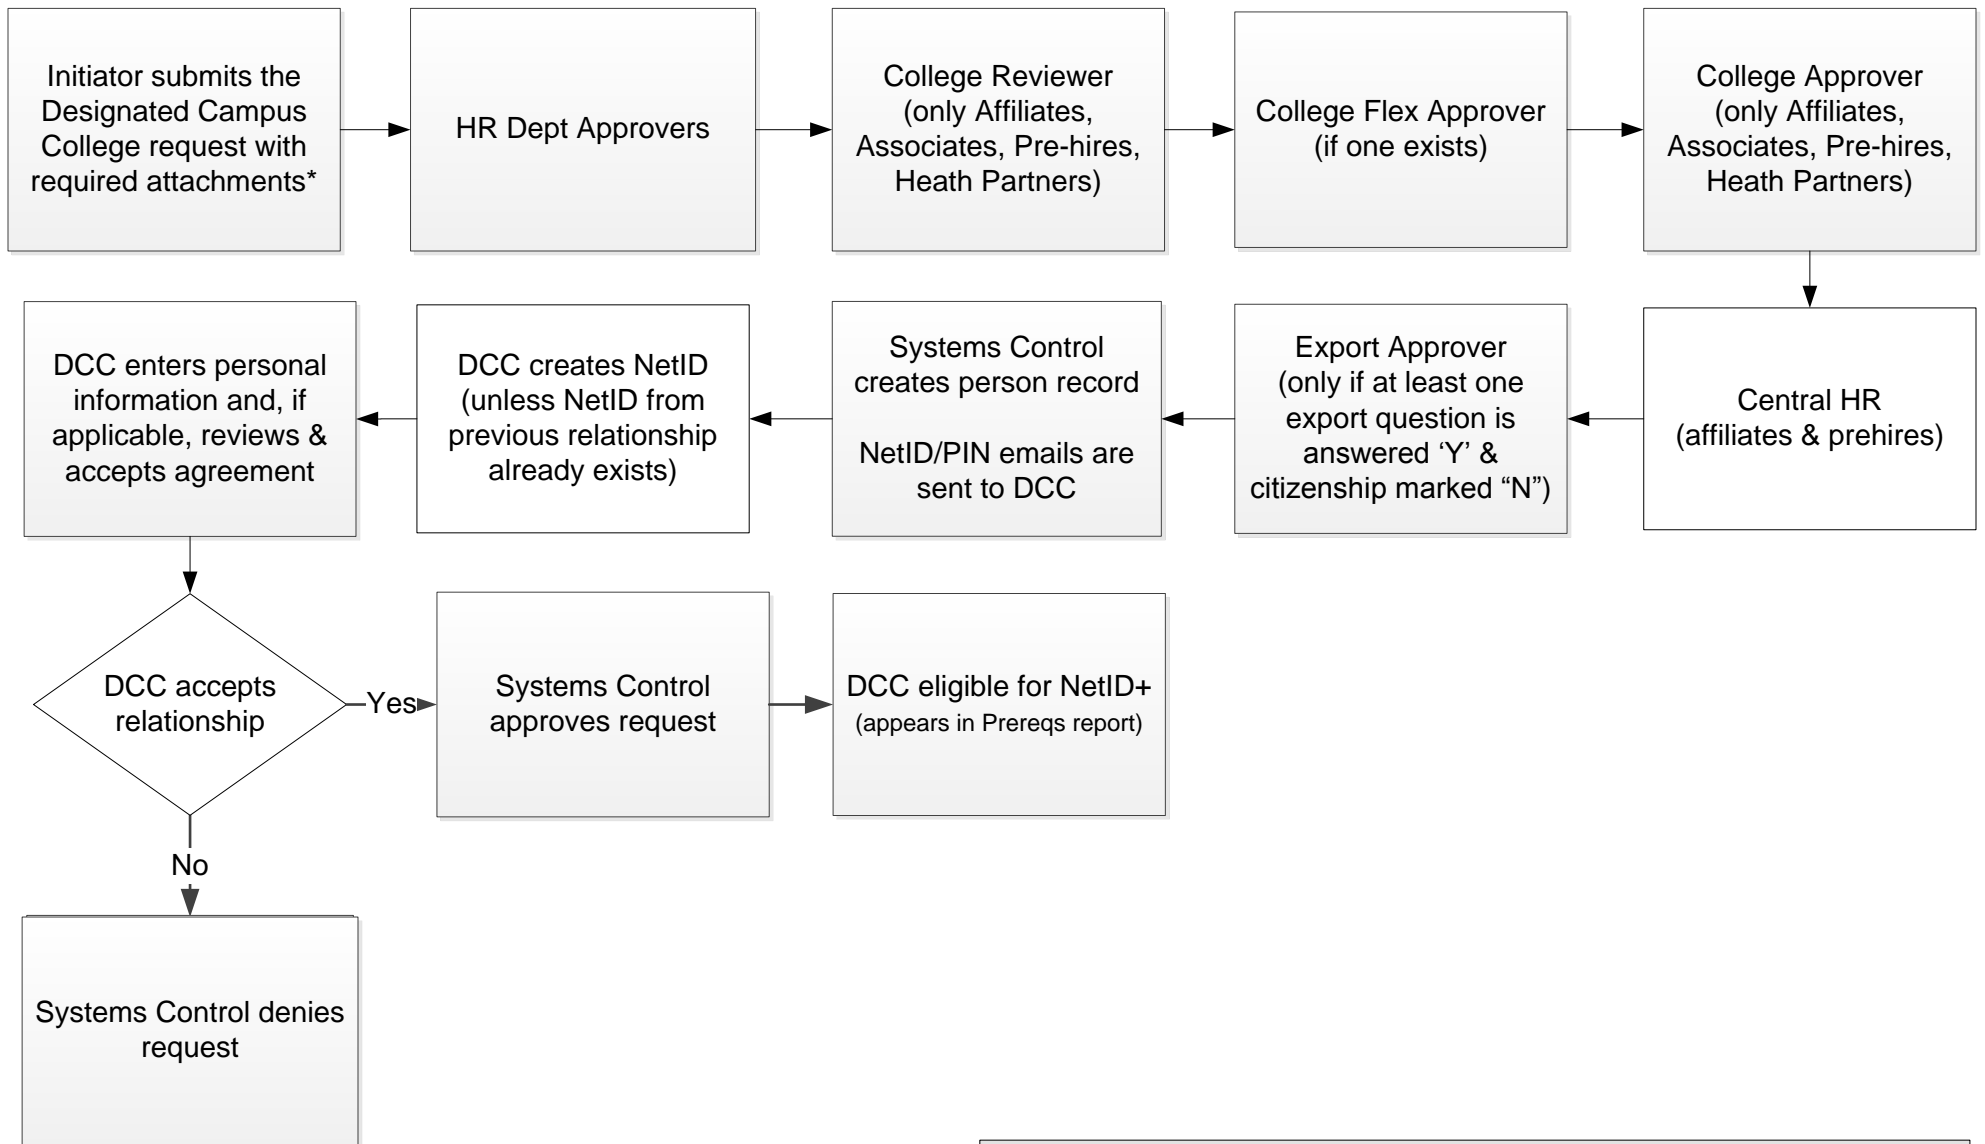 Initiator submits the
Designated Campus
College request with
required attachments*
HR Dept Approvers
College Reviewer
(only Affiliates,
Associates, Pre-hires,
Heath Partners)
College Flex Approver
(if one exists)
College Approver
(only Affiliates,
Associates, Pre-hires,
Heath Partners)
Central HR
(affiliates & prehires)
Export Approver
(only if at least one
export question is
answered ‘Y’ &
citizenship marked “N”)
Systems Control
creates person record
NetID/PIN emails are
sent to DCC
DCC creates NetID
(unless NetID from
previous relationship
already exists)
DCC enters personal
information and, if
applicable, reviews &
accepts agreement
DCC accepts
relationship
Yes
Systems Control
approves request
DCC eligible for NetID+
(appears in Prereqs report)
No
Systems Control denies
request